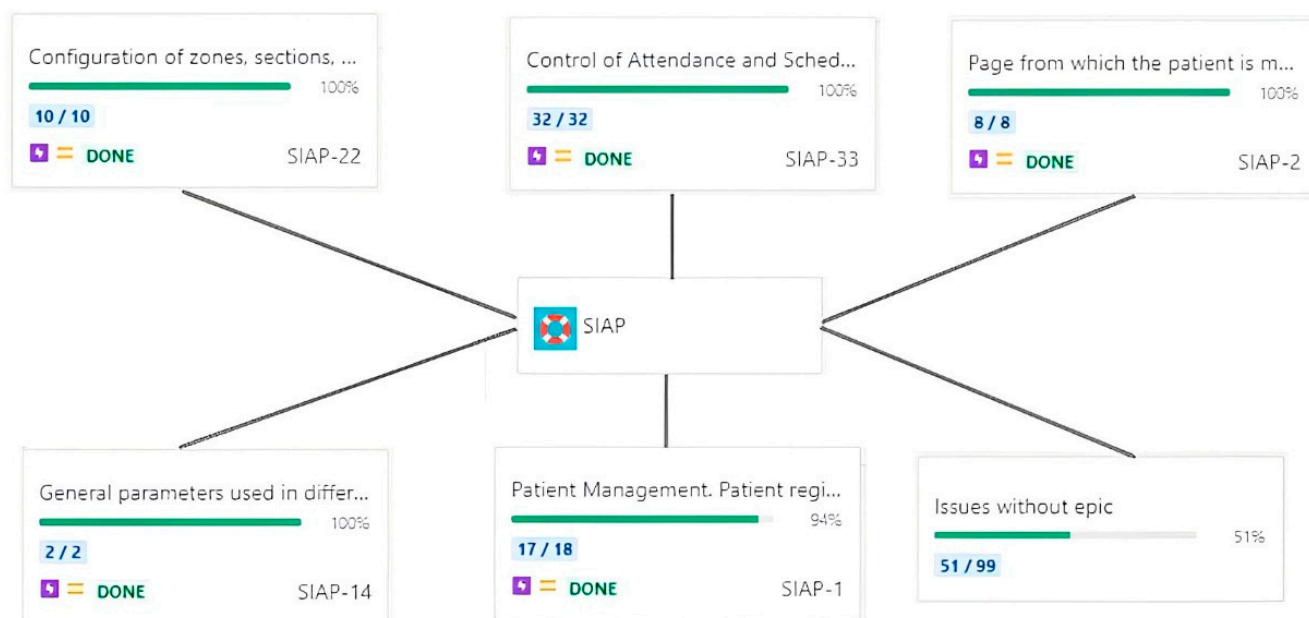 Configuration of zones, sections, ...
100%
10 / 10
DONE
SIAP-22
Control of Attendance and Sched...
100%
32 / 32
DONE
SIAP-33
Page from which the patient is m...
100%
8 / 8
DONE
SIAP-2
SIAP
General parameters used in differ...
100%
2 / 2
DONE
SIAP-14
Patient Management. Patient regi...
94%
17 / 18
DONE
SIAP-1
Issues without epic
51%
51 / 99